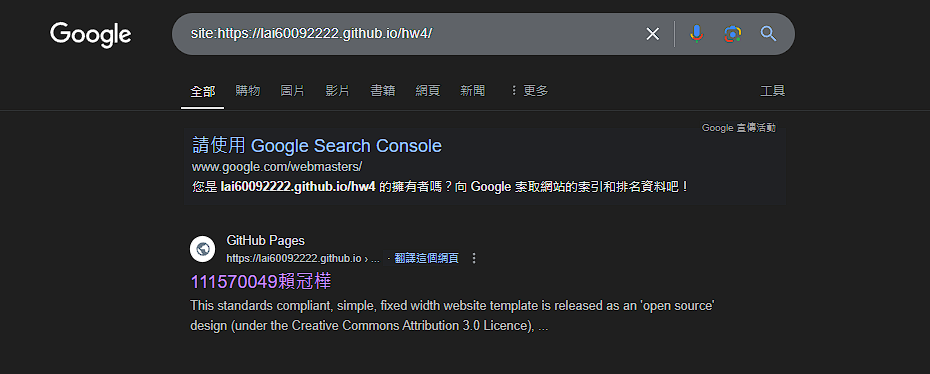 Google
site:https://lai60092222.github.io/hw4/
全部 購物 圖片 影片 書籍 網頁 新聞 ⋮ 更多 工具
Google 宣傳活動
請使用 Google Search Console
www.google.com/webmasters/
您是 lai60092222.github.io/hw4 的擁有者嗎？向 Google 索取網站的索引和排名資料吧！
GitHub Pages
https://lai60092222.github.io › ... · 翻譯這個網頁
111570049賴冠樺
This standards compliant, simple, fixed width website template is released as an 'open source'
design (under the Creative Commons Attribution 3.0 Licence), ...